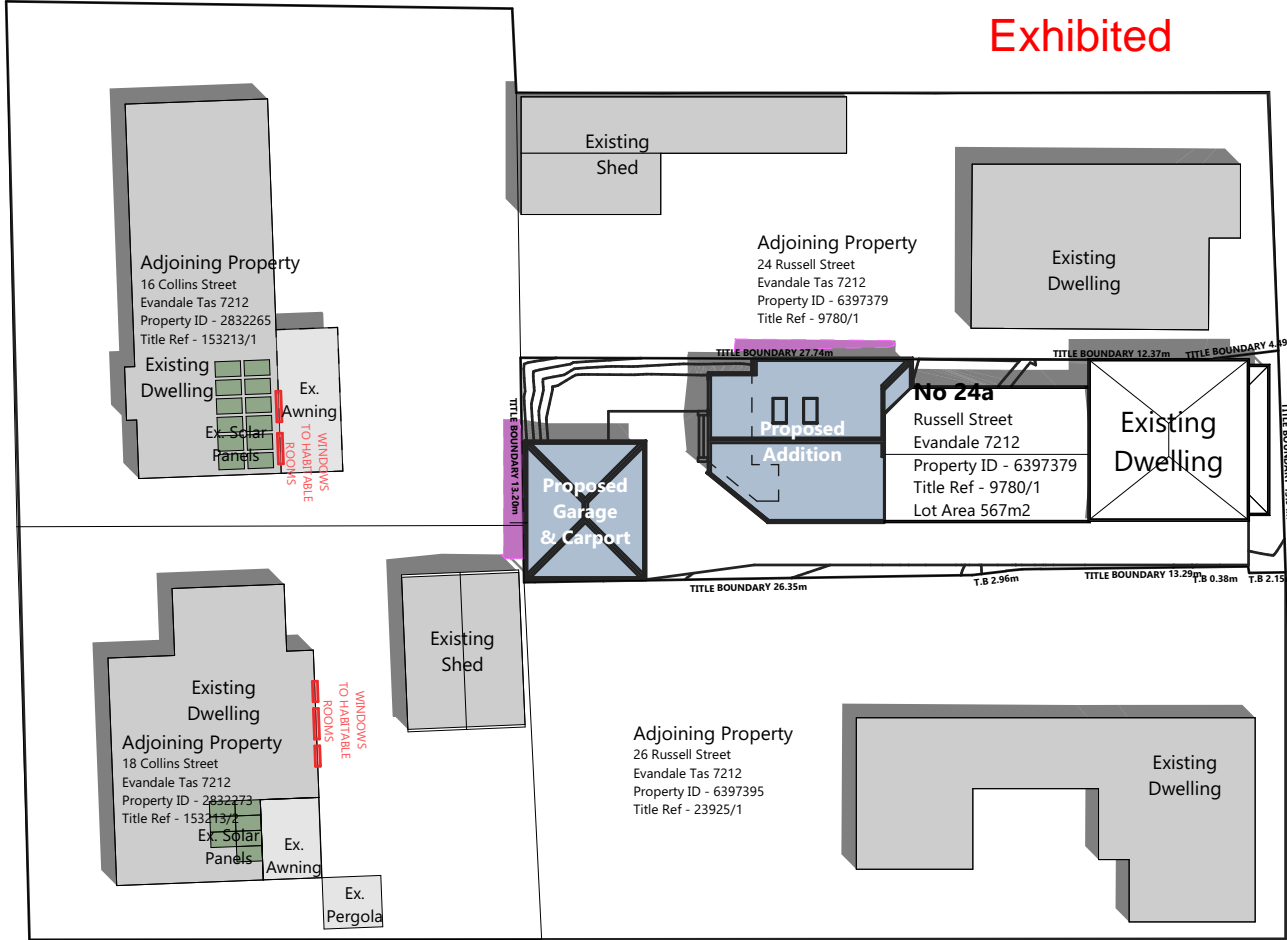 Exhibited
Existing
Shed
Adjoining Property
24 Russell Street
Evandale Tas 7212
Property ID - 6397379
Title Ref - 9780/1
Existing
Dwelling
Adjoining Property
16 Collins Street
Evandale Tas 7212
Property ID - 2832265
Title Ref - 153213/1
Existing
Dwelling
Ex. Solar
Panels
Ex.
Awning
WINDOWS
TO HABITABLE
ROOMS
TITLE BOUNDARY 27.74m
TITLE BOUNDARY 12.37m
TITLE BOUNDARY 4.49
TITLE BOUNDARY 13.20m
Proposed
Garage
& Carport
Proposed
Addition
No 24a
Russell Street
Evandale 7212
Property ID - 6397379
Title Ref - 9780/1
Lot Area 567m2
Existing
Dwelling
TITLE BOUNDARY 26.35m
T.B 2.96m
TITLE BOUNDARY 13.29m
T.B 0.38m
T.B 2.15
Existing
Shed
Existing
Dwelling
Adjoining Property
18 Collins Street
Evandale Tas 7212
Property ID - 2832273
Title Ref - 153213/2
Ex. Solar
Panels
Ex.
Awning
Ex.
Pergola
WINDOWS
TO HABITABLE
ROOMS
Adjoining Property
26 Russell Street
Evandale Tas 7212
Property ID - 6397395
Title Ref - 23925/1
Existing
Dwelling